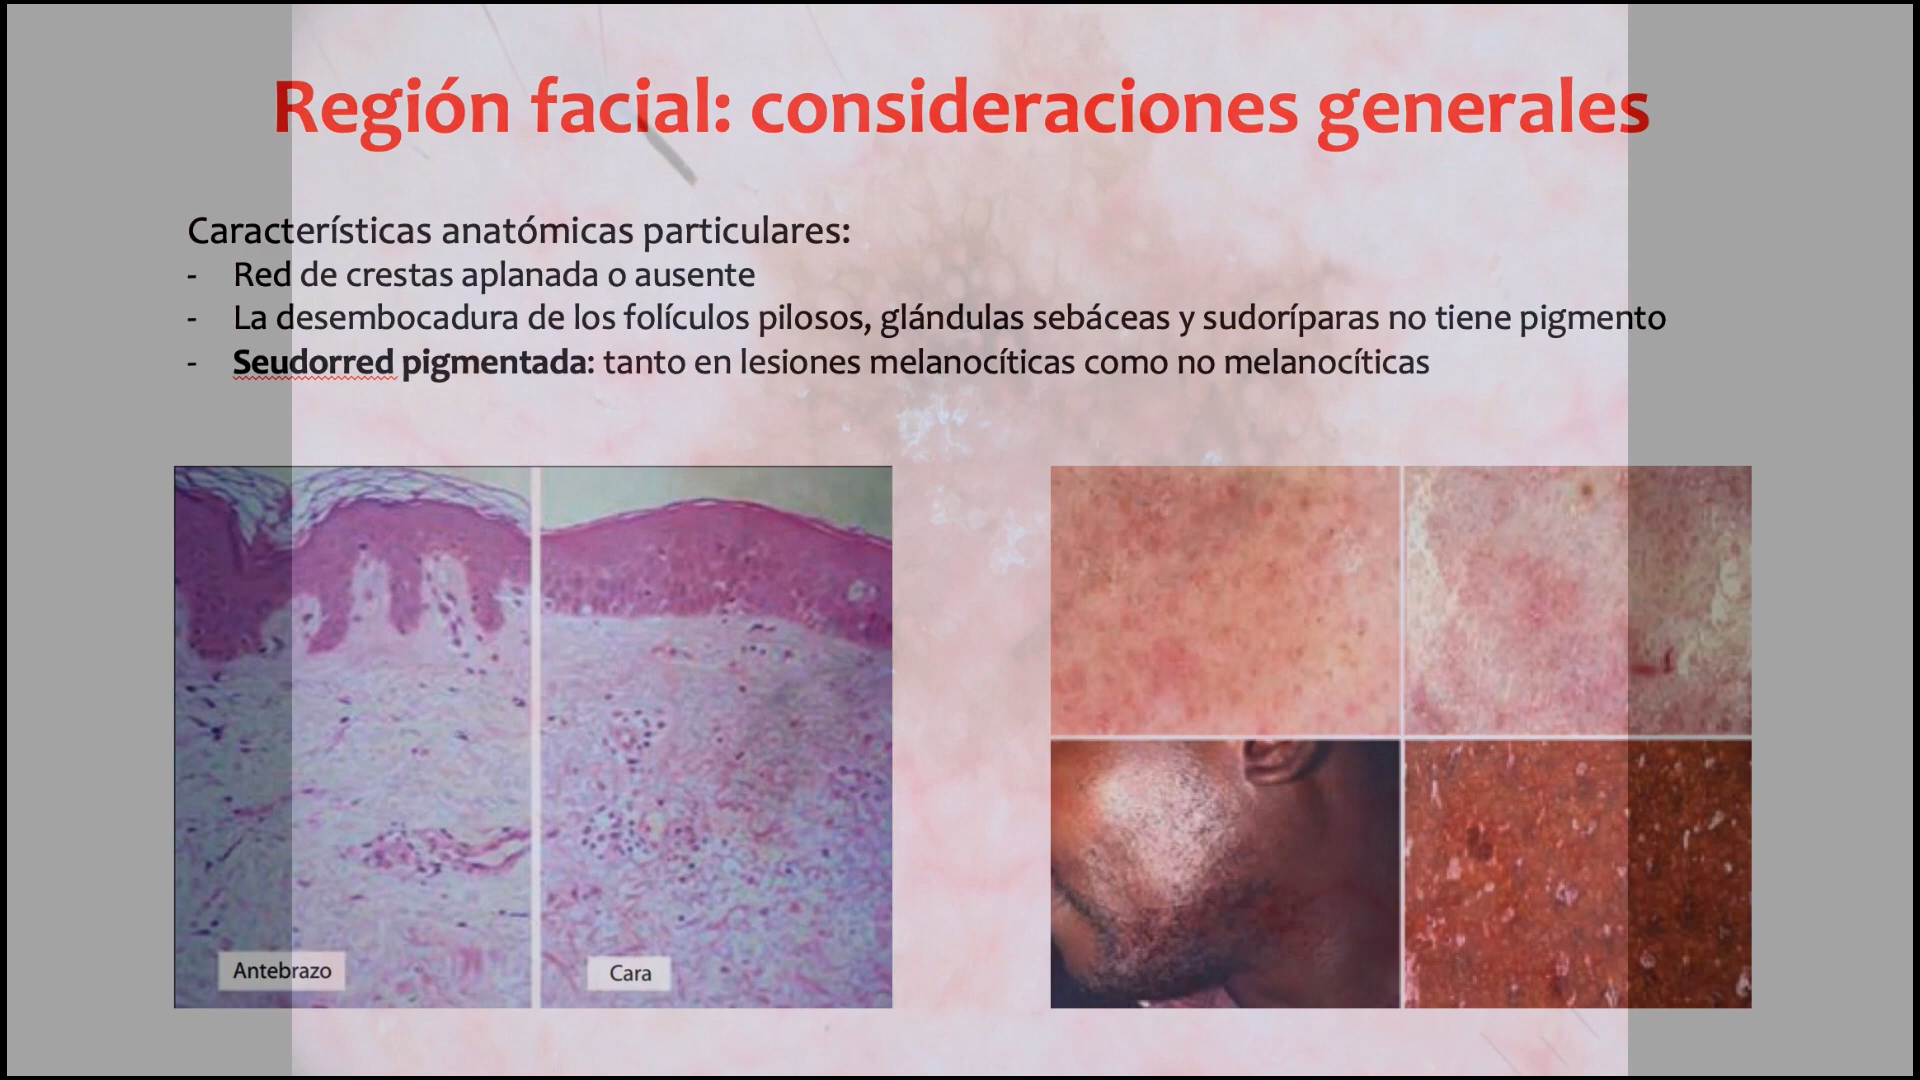 Región facial: consideraciones generales
Características anatómicas particulares:
- Red de crestas aplanada o ausente
- La desembocadura de los folículos pilosos, glándulas sebáceas y sudoríparas no tiene pigmento
- Seudorred pigmentada: tanto en lesiones melanocíticas como no melanocíticas
Antebrazo
Cara